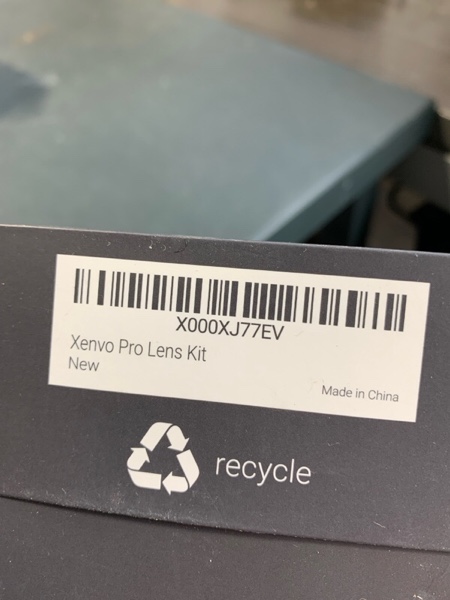 X000XJ77EV
Xenvo Pro Lens Kit
New
Made in China
recycle